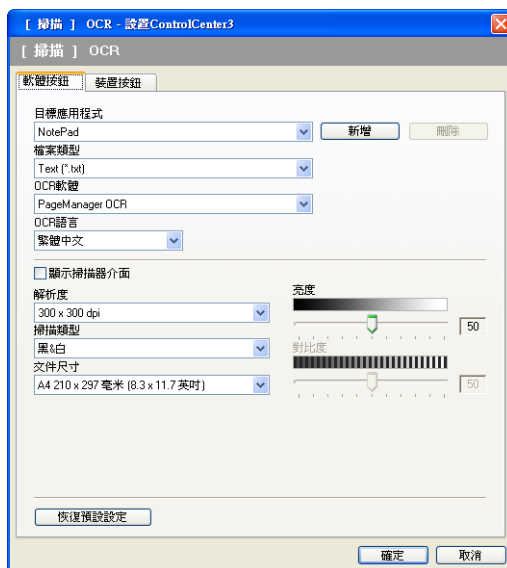 [ 掃描 ] OCR - 設置ControlCenter3
[ 掃描 ] OCR
軟體按鈕 裝置按鈕
目標應用程式
NotePad 新增 刪除
檔案類型
Text (*.txt)
OCR軟體
PageManager OCR
OCR語言
繁體中文
顯示掃描器介面
解析度 亮度
300 x 300 dpi 50
掃描類型 對比度
黑&白 50
文件尺寸
A4 210 x 297 毫米 (8.3 x 11.7 英吋)
恢復預設設定
確定 取消